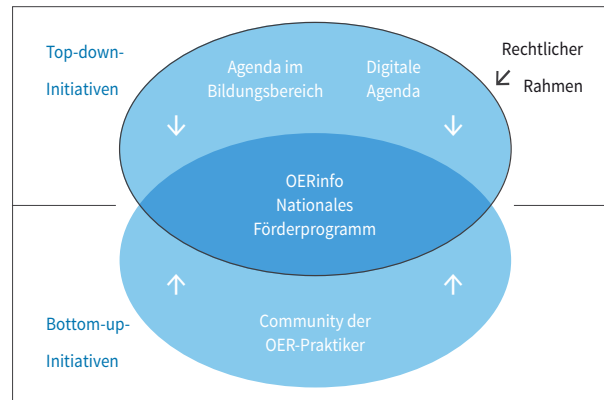 Top-down-
Initiativen
Agenda im
Bildungsbereich
Digitale
Agenda
Rechtlicher
Rahmen
OERinfo
Nationales
Förderprogramm
Bottom-up-
Initiativen
Community der
OER-Praktiker